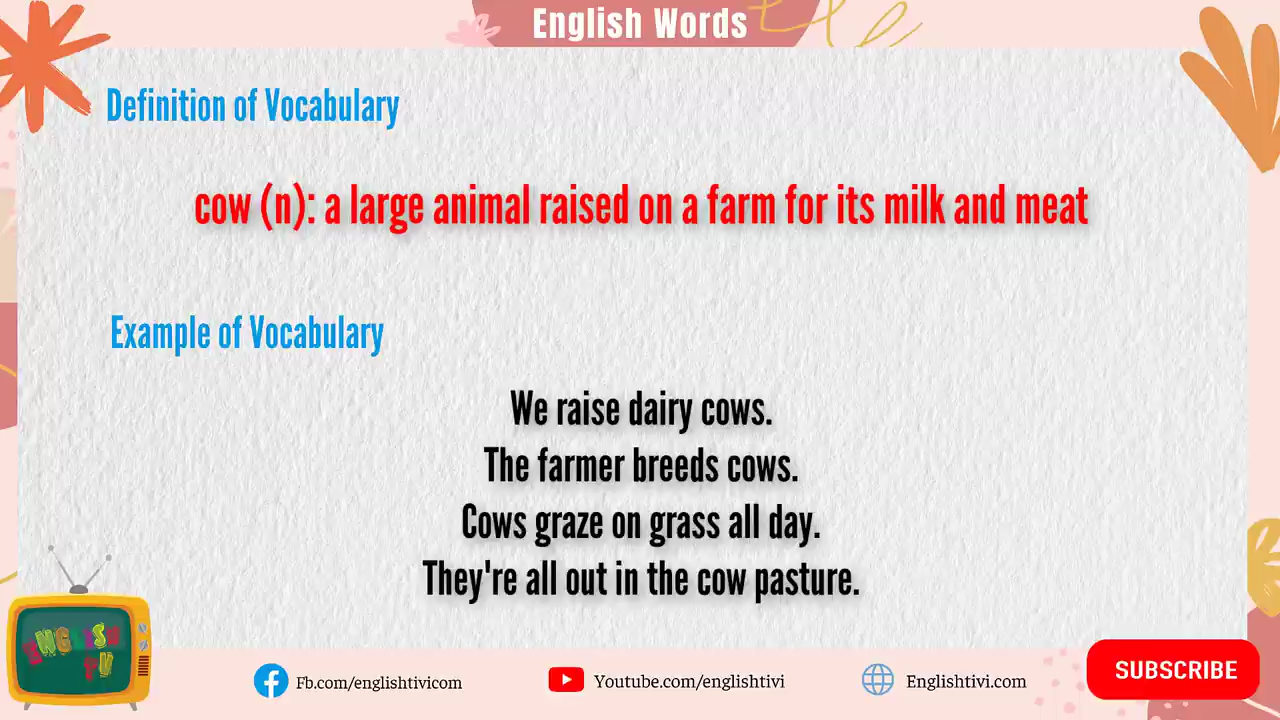 English Words
Definition of Vocabulary
cow (n): a large animal raised on a farm for its milk and meat
Example of Vocabulary
We raise dairy cows.
The farmer breeds cows.
Cows graze on grass all day.
They're all out in the cow pasture.
ENGLISH
TV
Fb.com/englishtivicom
Youtube.com/englishtivi
Englishtivi.com
SUBSCRIBE